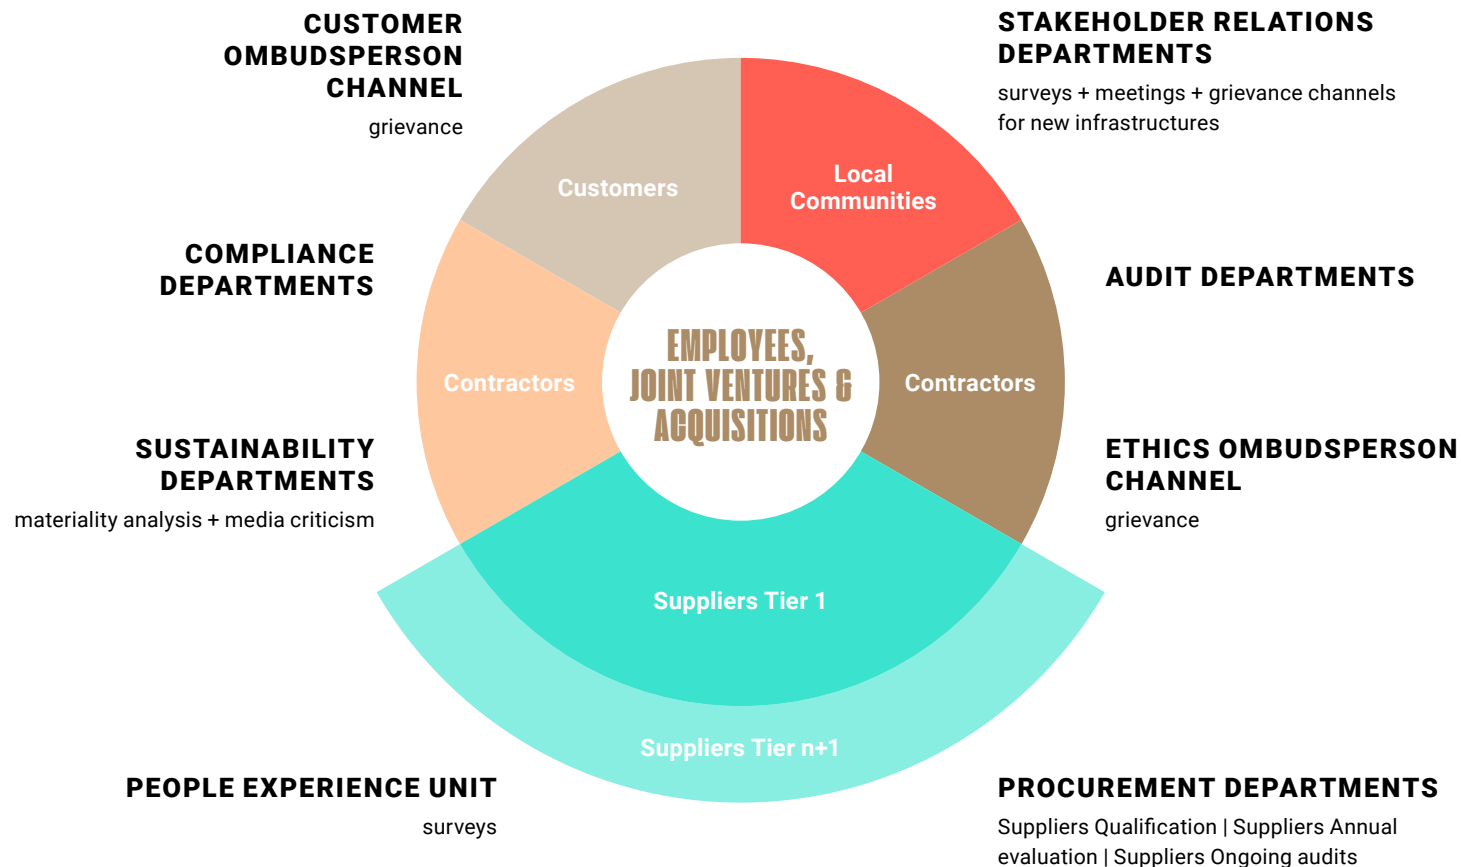 CUSTOMER
OMBUDSPERSON
CHANNEL
grievance
STAKEHOLDER RELATIONS
DEPARTMENTS
surveys + meetings + grievance channels
for new infrastructures
Customers
Local
Communities
COMPLIANCE
DEPARTMENTS
AUDIT DEPARTMENTS
Contractors
EMPLOYEES,
JOINT VENTURES &
ACQUISITIONS
Contractors
SUSTAINABILITY
DEPARTMENTS
materiality analysis + media criticism
ETHICS OMBUDSPERSON
CHANNEL
grievance
Suppliers Tier 1
Suppliers Tier n+1
PEOPLE EXPERIENCE UNIT
surveys
PROCUREMENT DEPARTMENTS
Suppliers Qualification | Suppliers Annual
evaluation | Suppliers Ongoing audits